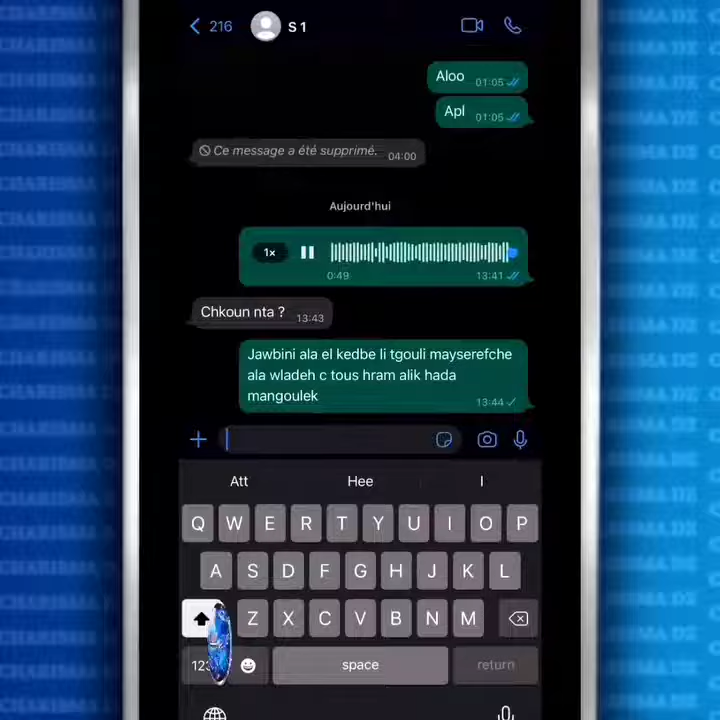 216
S 1
Aloo
01:05
Apl
01:05
Ce message a été supprimé.
04:00
Aujourd'hui
1×
0:49
13:41
Chkoun nta ?
13:43
Jawbini ala el kedbe li tgouli mayserefche
ala wladeh c tous hram alik hada
mangoulek
13:44
Att Hee I
Q W E R T Y U I O P
A S D F G H J K L
Z X C V B N M
space return